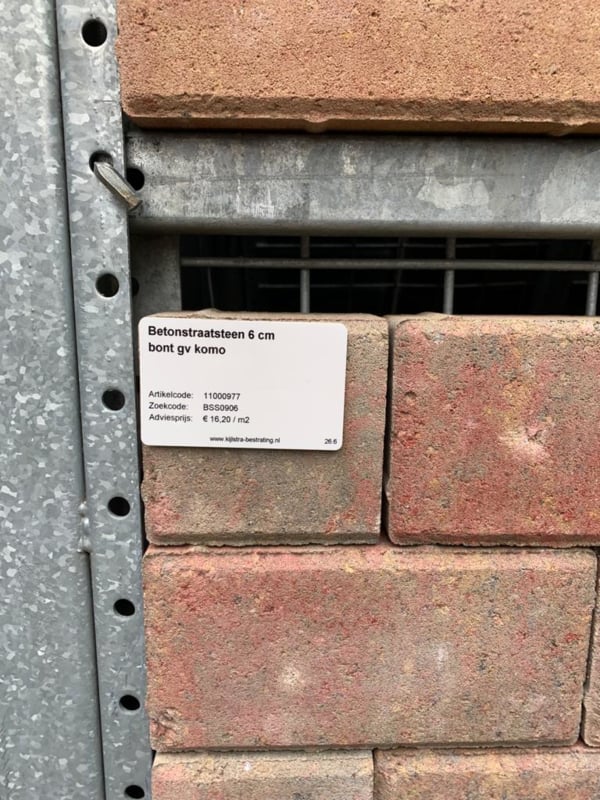 Betonstraatsteen 6 cm
bont gv komo
Artikelcode: 11000977
Zoekcode: BSS0906
Adviesprijs: € 16,20 / m2
www.kijlstra-bestrating.nl 26.6